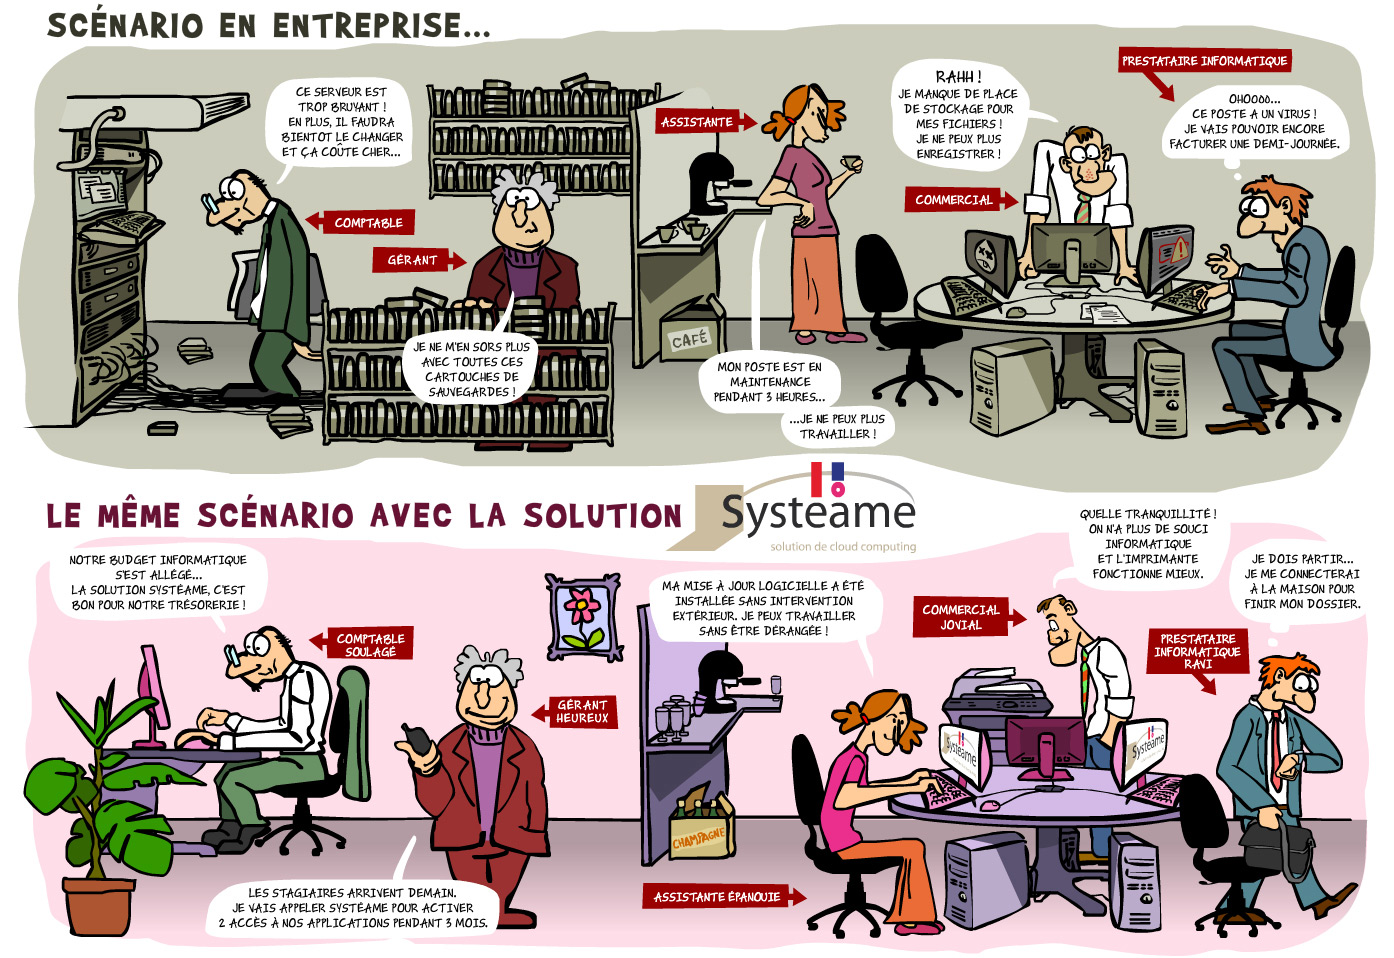 SCÉNARIO EN ENTREPRISE...
CE SERVEUR EST
TROP BRUYANT !
EN PLUS, IL FAUDRA
BIENTÔT LE CHANGER
ET ÇA COÛTE CHER...
COMPTABLE
GÉRANT
JE NE M'EN SORS PLUS
AVEC TOUTES CES
CARTOUCHES DE
SAUVEGARDES !
ASSISTANTE
CAFÉ
MON POSTE EST EN
MAINTENANCE
PENDANT 3 HEURES...
...JE NE PEUX PLUS
TRAVAILLER !
RAHH !
JE MANQUE DE PLACE
DE STOCKAGE POUR
MES FICHIERS !
JE NE PEUX PLUS
ENREGISTRER !
COMMERCIAL
PRESTATAIRE INFORMATIQUE
OHOOOO...
CE POSTE A UN VIRUS !
JE VAIS POUVOIR ENCORE
FACTURER UNE DEMI-JOURNÉE.
LE MÊME SCÉNARIO AVEC LA SOLUTION
Systeame
solution de cloud computing
NOTRE BUDGET INFORMATIQUE
S'EST ALLÉGÉ...
LA SOLUTION SYSTÉAME, C'EST
BON POUR NOTRE TRÉSORERIE !
COMPTABLE
SOULAGÉ
GÉRANT
HEUREUX
LES STAGIAIRES ARRIVENT DEMAIN.
JE VAIS APPELER SYSTÉAME POUR ACTIVER
2 ACCÈS À NOS APPLICATIONS PENDANT 3 MOIS.
MA MISE À JOUR LOGICIELLE A ÉTÉ
INSTALLÉE SANS INTERVENTION
EXTÉRIEUR. JE PEUX TRAVAILLER
SANS ÊTRE DÉRANGÉE !
CHAMPAGNE
ASSISTANTE ÉPANOUIE
QUELLE TRANQUILLITÉ !
ON N'A PLUS DE SOUCI
INFORMATIQUE
ET L'IMPRIMANTE
FONCTIONNE MIEUX.
COMMERCIAL
JOVIAL
Systeame
Systeame
JE DOIS PARTIR...
JE ME CONNECTERAI
À LA MAISON POUR
FINIR MON DOSSIER.
PRESTATAIRE
INFORMATIQUE
RAVI